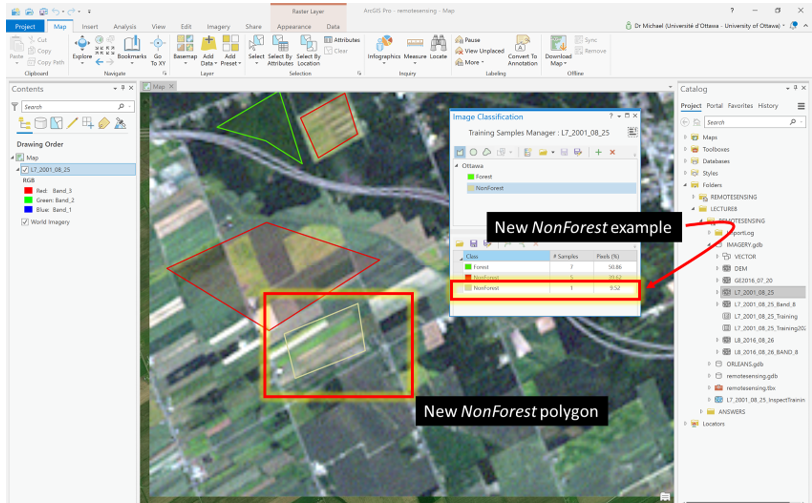 Raster Layer
ArcGIS Pro - remotesensing - Map
Project Map Insert Analysis View Edit Imagery Share Appearance Data
Dr Michael (Université d'Ottawa - University of Ottawa)
Paste
Cut
Copy
Copy Path
Clipboard
Explore
Bookmarks
Go To XY
Navigate
Basemap
Add Data
Add Preset
Layer
Select
Select By Attributes
Select By Location
Attributes
Clear
Selection
Infographics
Measure
Locate
Inquiry
Pause
View Unplaced
More
Convert To Annotation
Labeling
Download Map
Sync
Remove
Offline
Contents
Search
Drawing Order
Map
L7_2001_08_25
RGB
Red: Band_3
Green: Band_2
Blue: Band_1
World Imagery
Map
Image Classification
Training Samples Manager : L7_2001_08_25
Ottawa
Forest
NonForest
New NonForest example
Class # Samples Pixels (%)
Forest 7 50.86
NonForest 5 39.62
NonForest 1 9.52
New NonForest polygon
Catalog
Project Portal Favorites History
Search
Maps
Toolboxes
Databases
Styles
Folders
REMOTESENSING
LECTURE8
REMOTESENSING
ImportLog
IMAGERY.gdb
VECTOR
DEM
GE2016_07_20
L7_2001_08_25
L7_2001_08_25_Band_8
L7_2001_08_25_Training
L7_2001_08_25_Training202
L8_2016_08_26
L8_2016_08_26_BAND_8
ORLEANS.gdb
remotesensing.gdb
remotesensing.tbx
L7_2001_08_25_InspectTrainin
ANSWERS
Locators